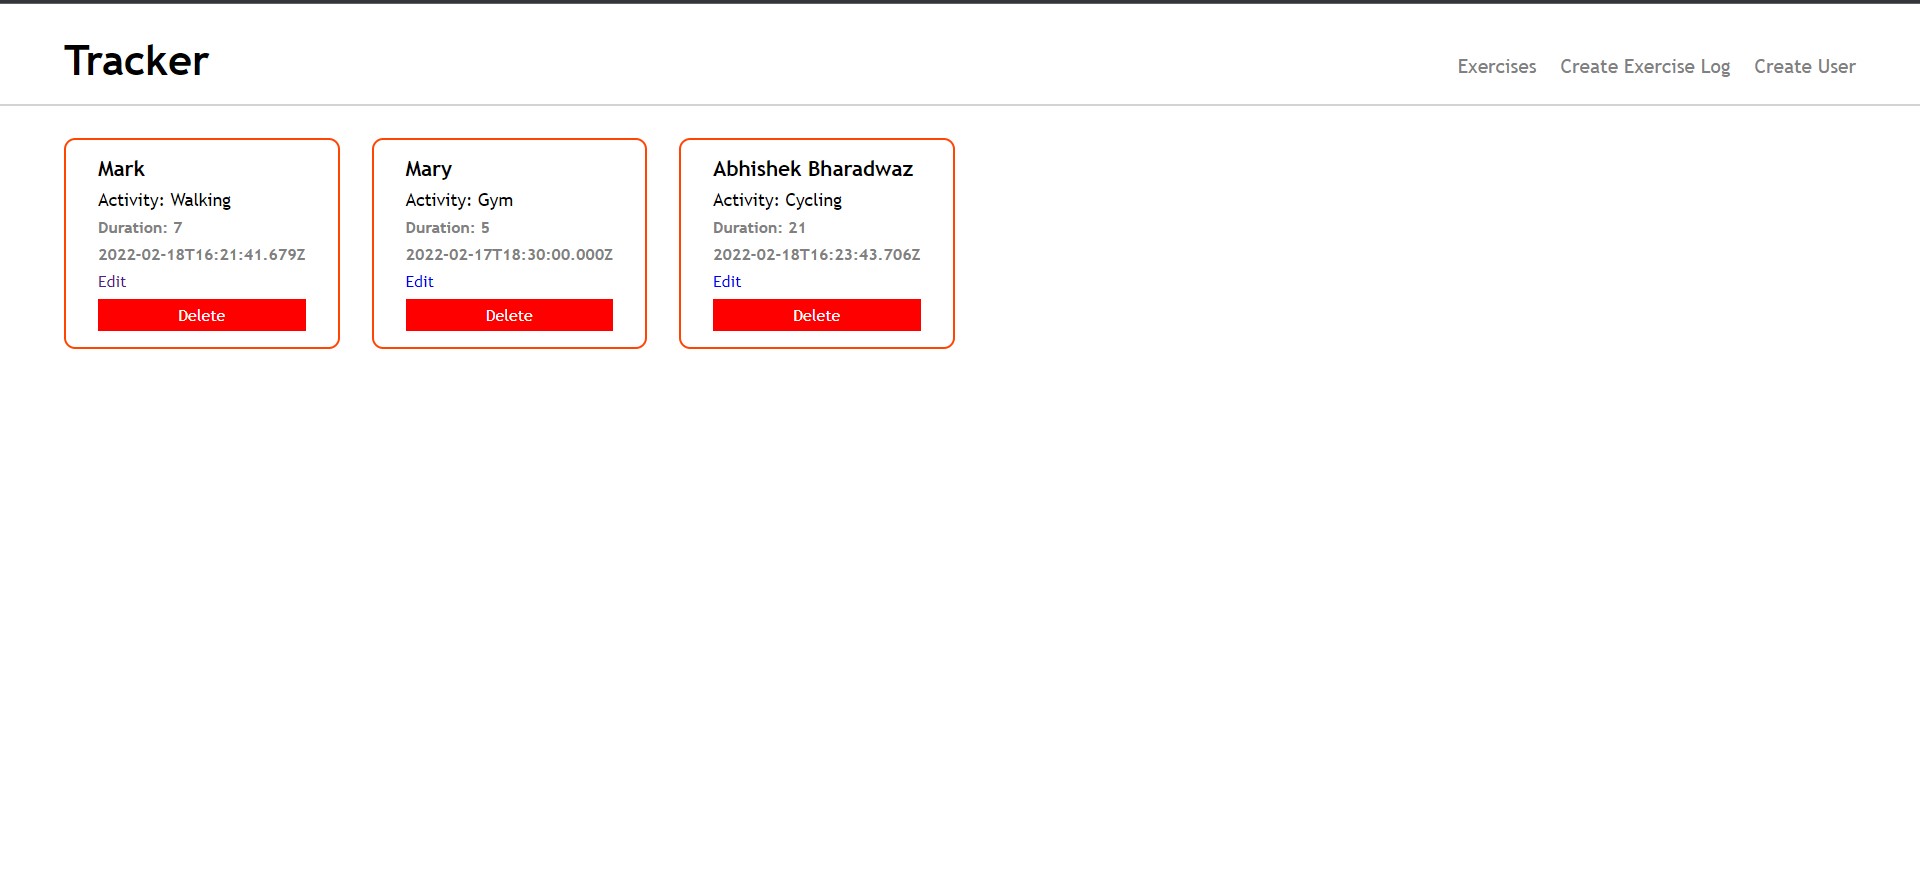 Tracker
Exercises Create Exercise Log Create User
Mark
Activity: Walking
Duration: 7
2022-02-18T16:21:41.679Z
Edit
Delete
Mary
Activity: Gym
Duration: 5
2022-02-17T18:30:00.000Z
Edit
Delete
Abhishek Bharadwaz
Activity: Cycling
Duration: 21
2022-02-18T16:23:43.706Z
Edit
Delete